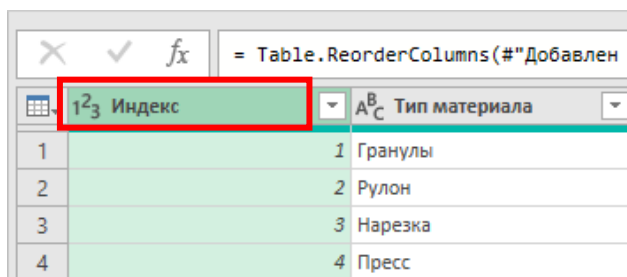 fx = Table.ReorderColumns(#"Добавлен
1²3 Индекс ABC Тип материала
1 1 Гранулы
2 2 Рулон
3 3 Нарезка
4 4 Пресс